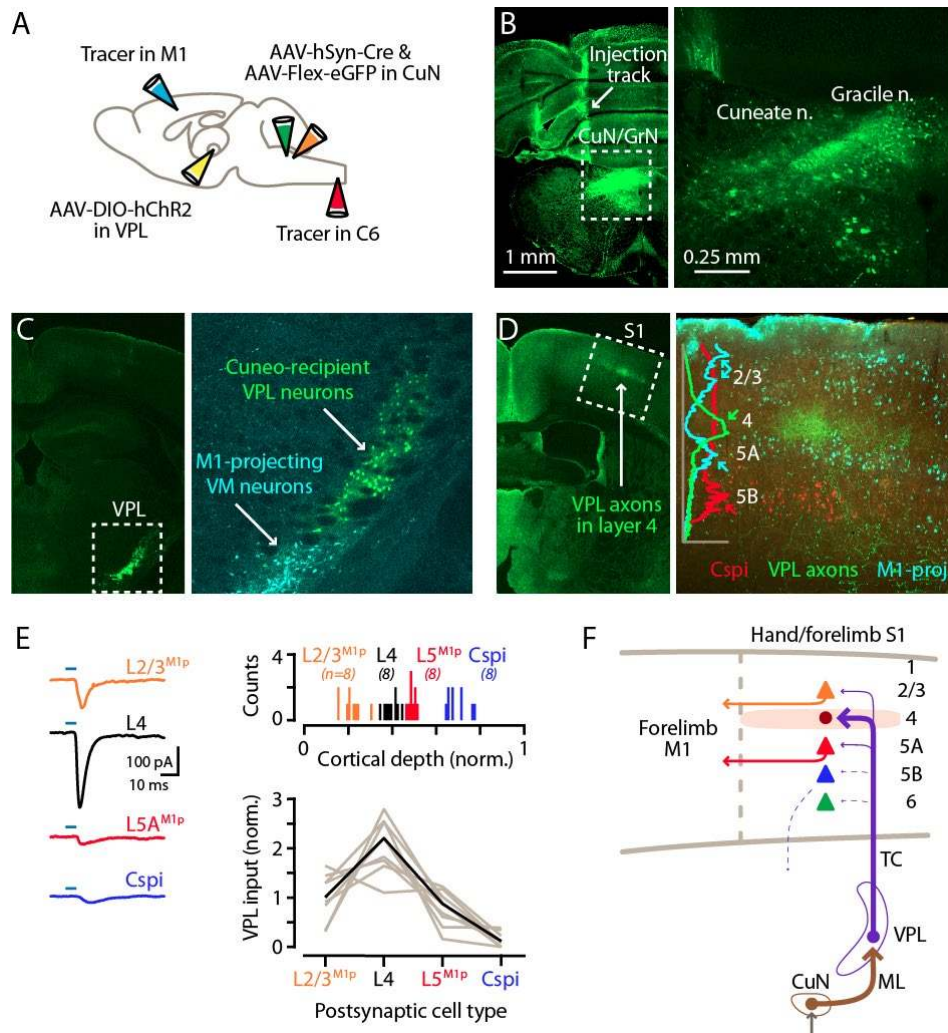 A
Tracer in M1
AAV-hSyn-Cre &
AAV-Flex-eGFP in CuN
AAV-DIO-hChR2
in VPL
Tracer in C6
B
Injection
track
CuN/GrN
1 mm
Gracile n.
Cuneate n.
0.25 mm
C
VPL
Cuneo-recipient
VPL neurons
M1-projecting
VM neurons
D
S1
VPL axons
in layer 4
2/3
4
5A
5B
Cspi VPL axons M1-proj
E
L2/3M1p
L4
100 pA
10 ms
L5AM1p
Cspi
L2/3M1p L4 L5M1p Cspi
(n=8) (8) (8) (8)
Counts
4
2
0
0 1
Cortical depth (norm.)
VPL input (norm.)
3
2
1
0
L2/3M1p L4 L5M1p Cspi
Postsynaptic cell type
F
Hand/forelimb S1
1
2/3
4
Forelimb
M1
5A
5B
6
TC
VPL
CuN
ML